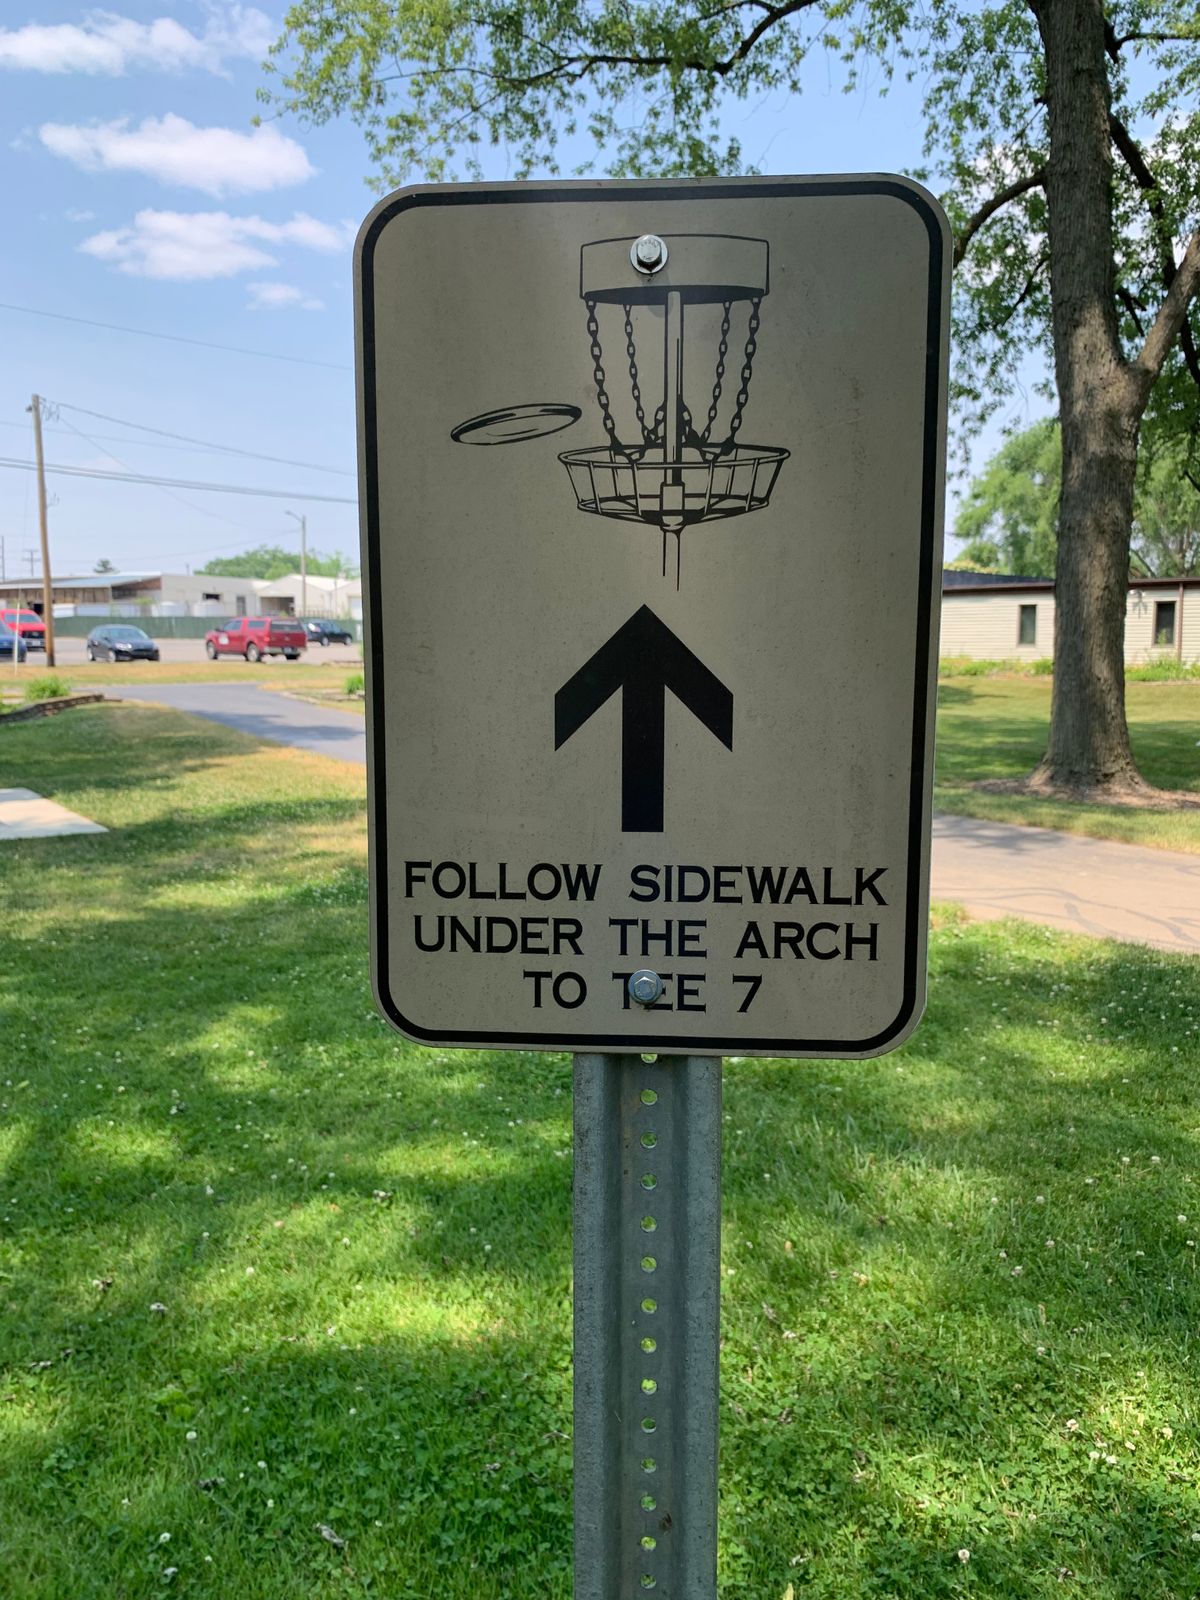 FOLLOW SIDEWALK
UNDER THE ARCH
TO TEE 7